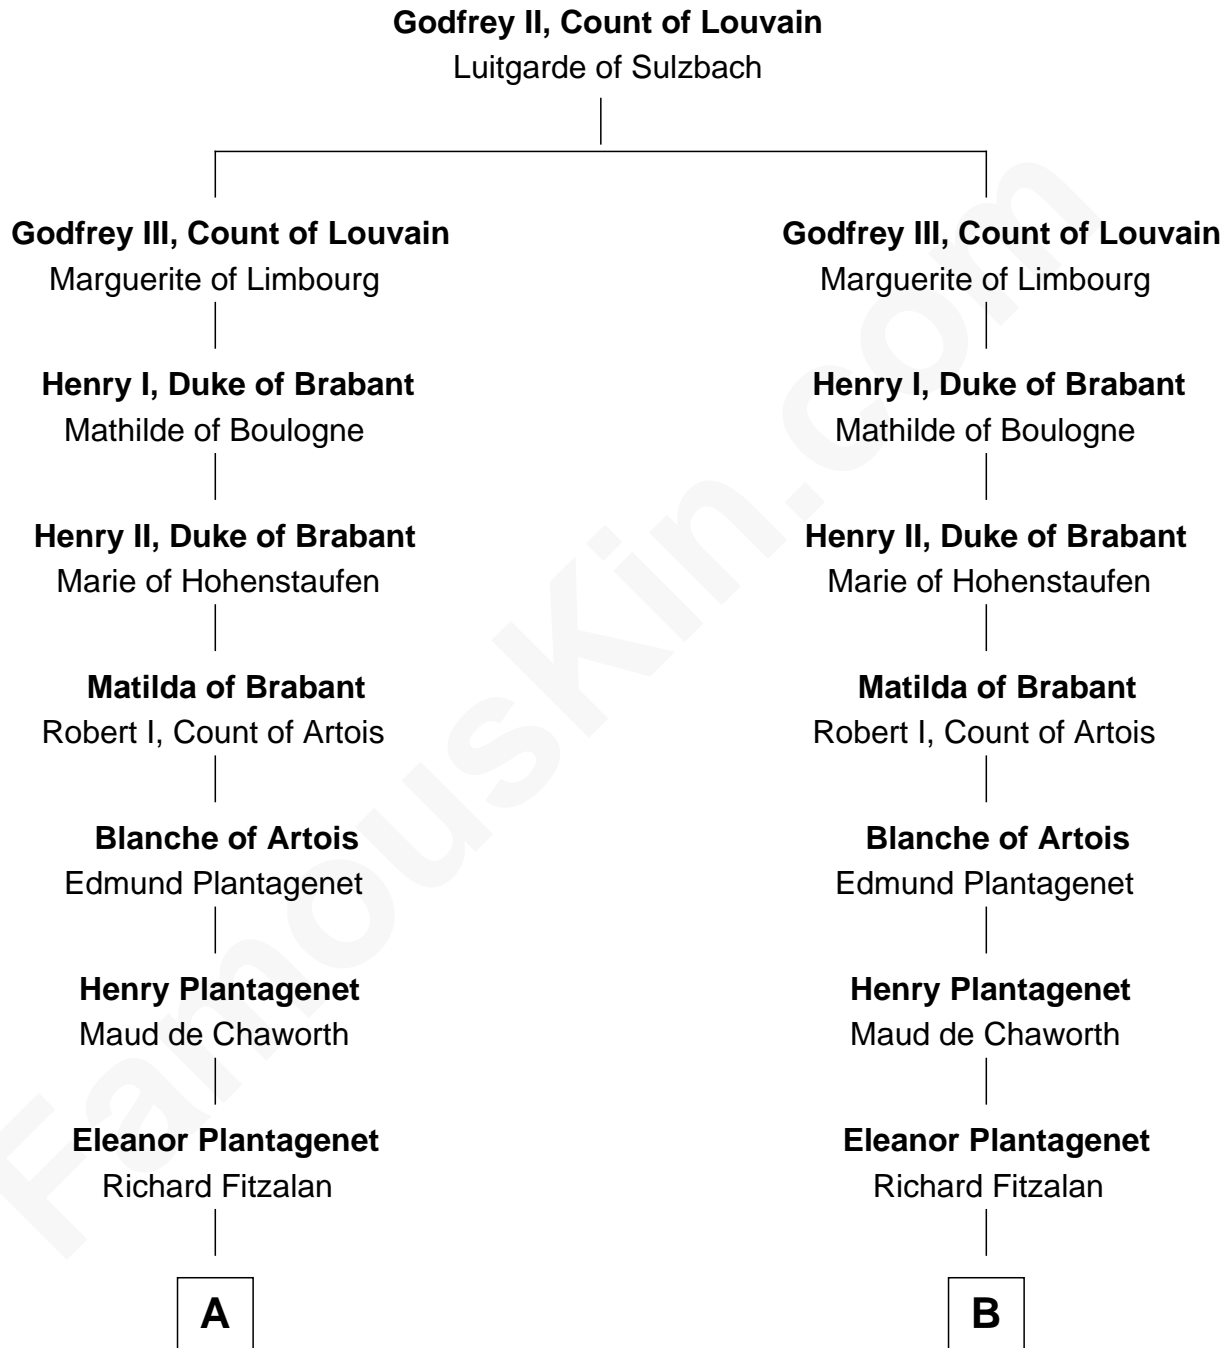 Godfrey II, Count of Louvain
Luitgarde of Sulzbach
Godfrey III, Count of Louvain
Marguerite of Limbourg
Henry I, Duke of Brabant
Mathilde of Boulogne
Henry II, Duke of Brabant
Marie of Hohenstaufen
Matilda of Brabant
Robert I, Count of Artois
Blanche of Artois
Edmund Plantagenet
Henry Plantagenet
Maud de Chaworth
Eleanor Plantagenet
Richard Fitzalan
A
Godfrey III, Count of Louvain
Marguerite of Limbourg
Henry I, Duke of Brabant
Mathilde of Boulogne
Henry II, Duke of Brabant
Marie of Hohenstaufen
Matilda of Brabant
Robert I, Count of Artois
Blanche of Artois
Edmund Plantagenet
Henry Plantagenet
Maud de Chaworth
Eleanor Plantagenet
Richard Fitzalan
B
FamousKin.com